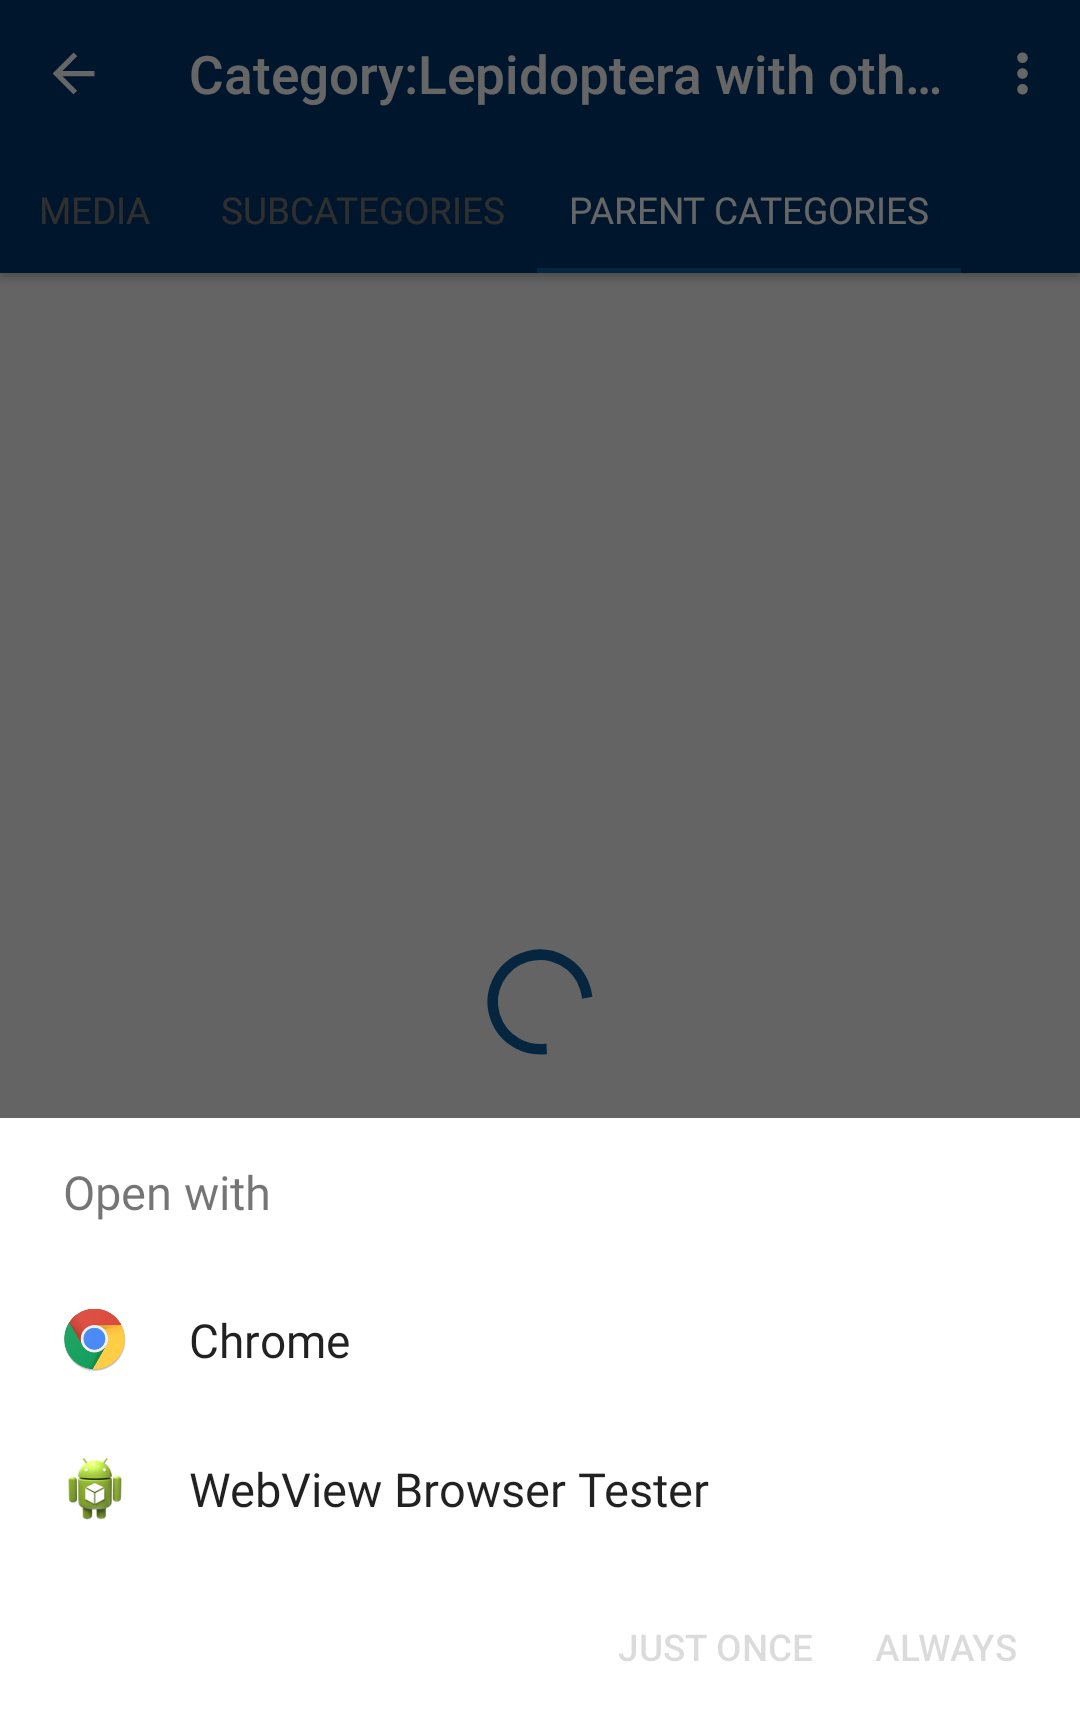 Category:Lepidoptera with oth...
MEDIA SUBCATEGORIES PARENT CATEGORIES
Open with
Chrome
WebView Browser Tester
JUST ONCE ALWAYS